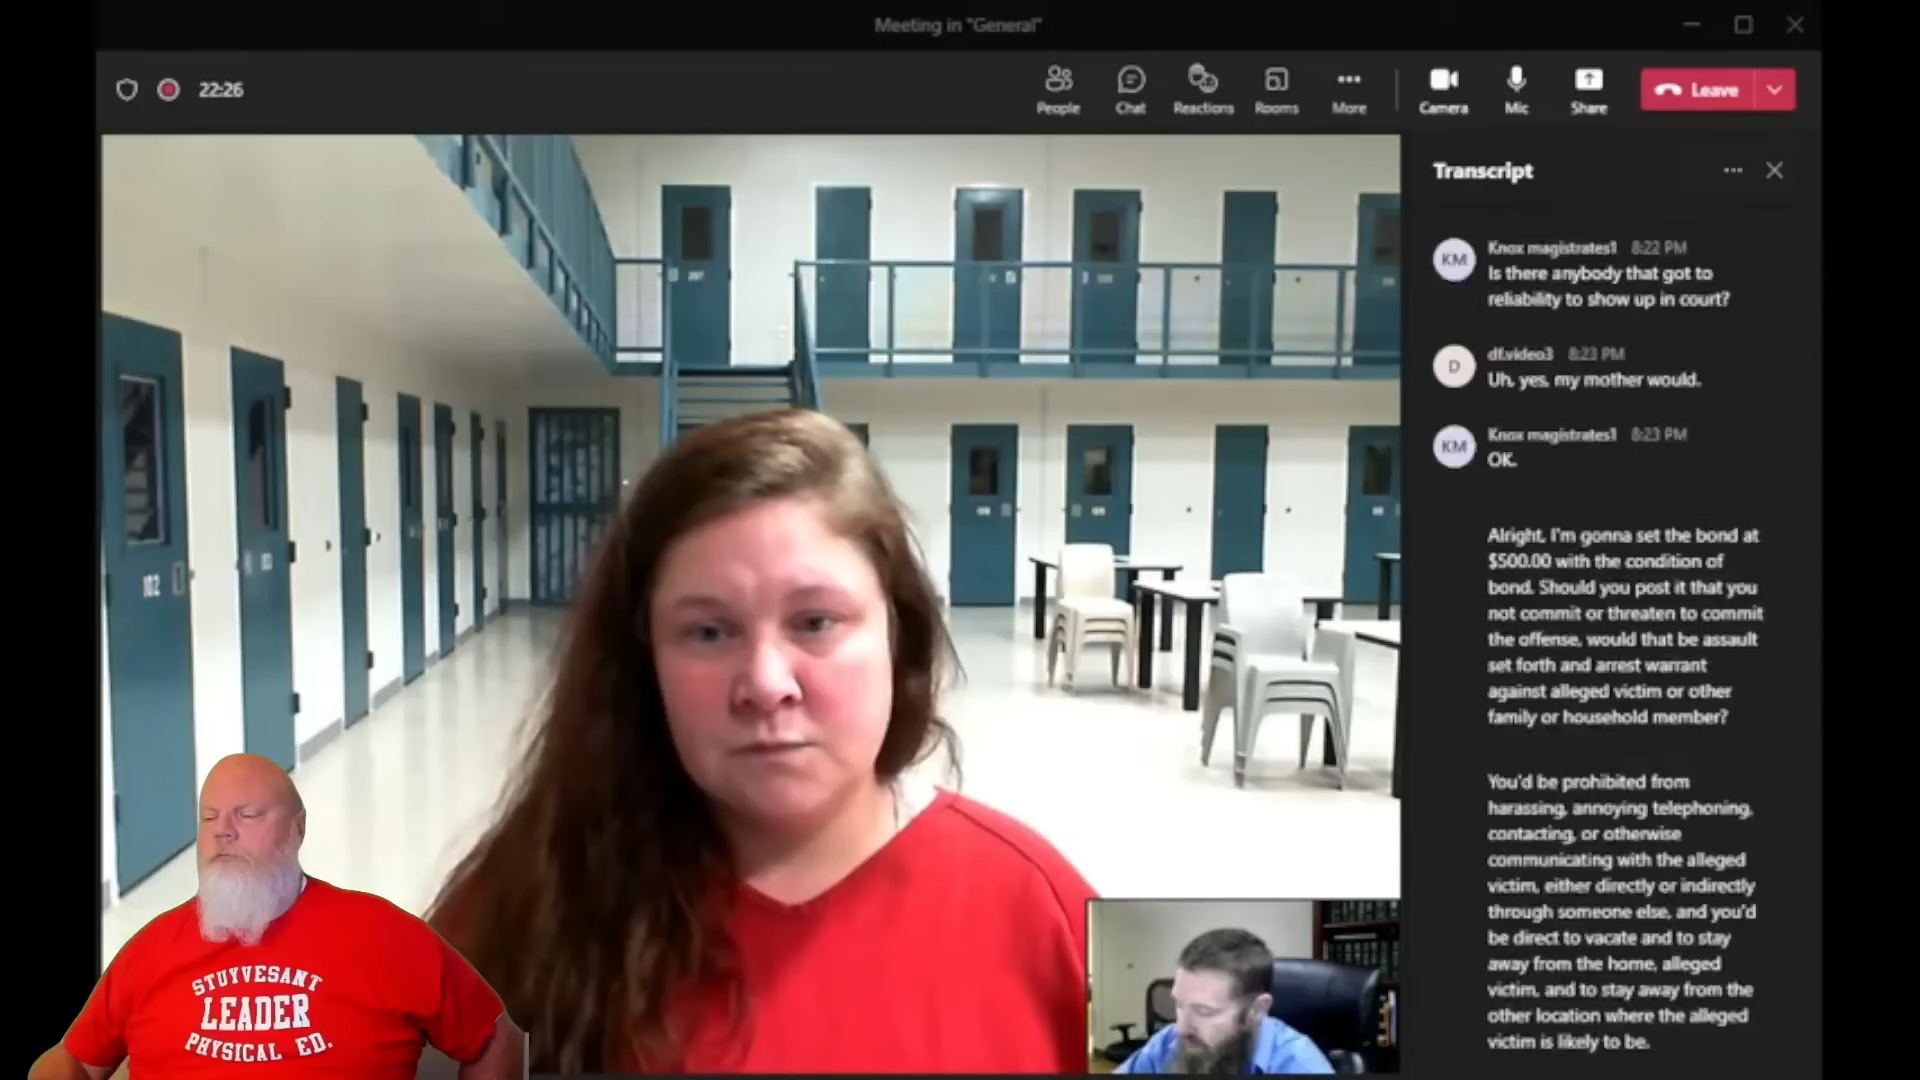 Meeting in "General"
22:26
People
Chat
Reactions
Rooms
More
Camera
Mic
Share
Leave
Transcript
KM
Knox magistrates1 8:22 PM
Is there anybody that got to
reliability to show up in court?
D
df.video3 8:23 PM
Uh, yes, my mother would.
KM
Knox magistrates1 8:23 PM
OK.
Alright, I'm gonna set the bond at
$500.00 with the condition of
bond. Should you post it that you
not commit or threaten to commit
the offense, would that be assault
set forth and arrest warrant
against alleged victim or other
family or household member?
You'd be prohibited from
harassing, annoying telephoning,
contacting, or otherwise
communicating with the alleged
victim, either directly or indirectly
through someone else, and you'd
be direct to vacate and to stay
away from the home, alleged
victim, and to stay away from the
other location where the alleged
victim is likely to be.
102
STUYVESANT
LEADER
PHYSICAL ED.